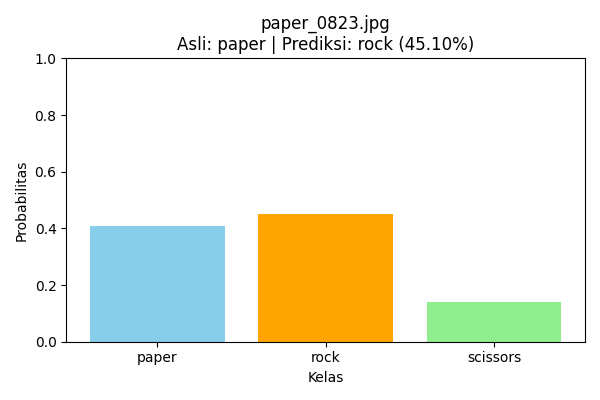 paper_0823.jpg
Asli: paper | Prediksi: rock (45.10%)
1.0
0.8
0.6
0.4
0.2
0.0
Probabilitas
paper
rock
scissors
Kelas